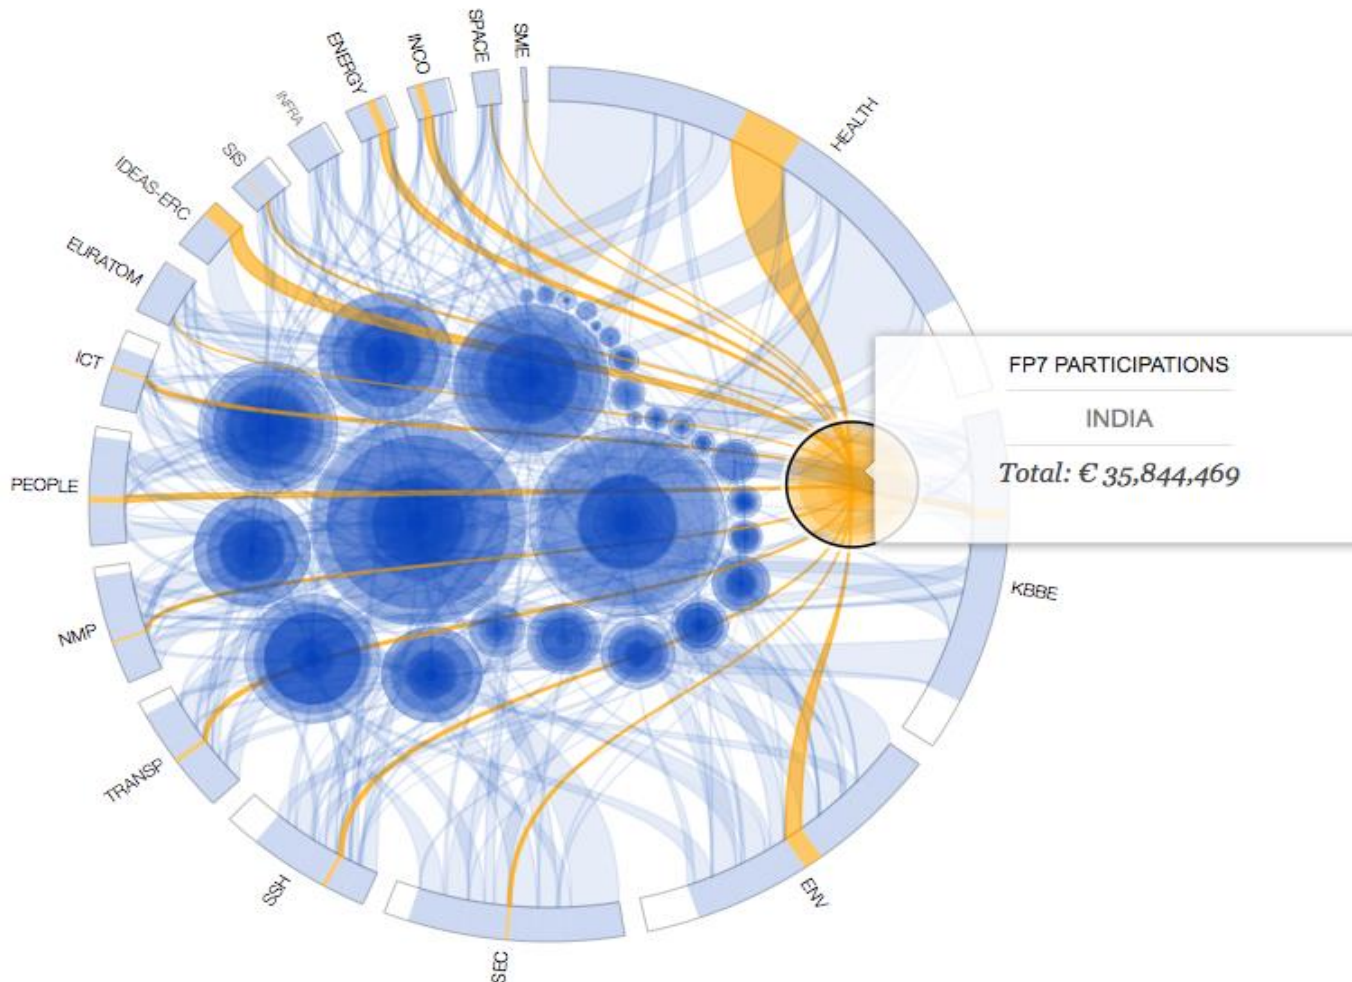 SME
SPACE
INCO
ENERGY
INFRA
SIS
IDEAS-ERC
EURATOM
ICT
PEOPLE
NMP
TRANSP
SSH
SEC
ENV
KBBE
HEALTH
FP7 PARTICIPATIONS
INDIA
Total: € 35,844,469